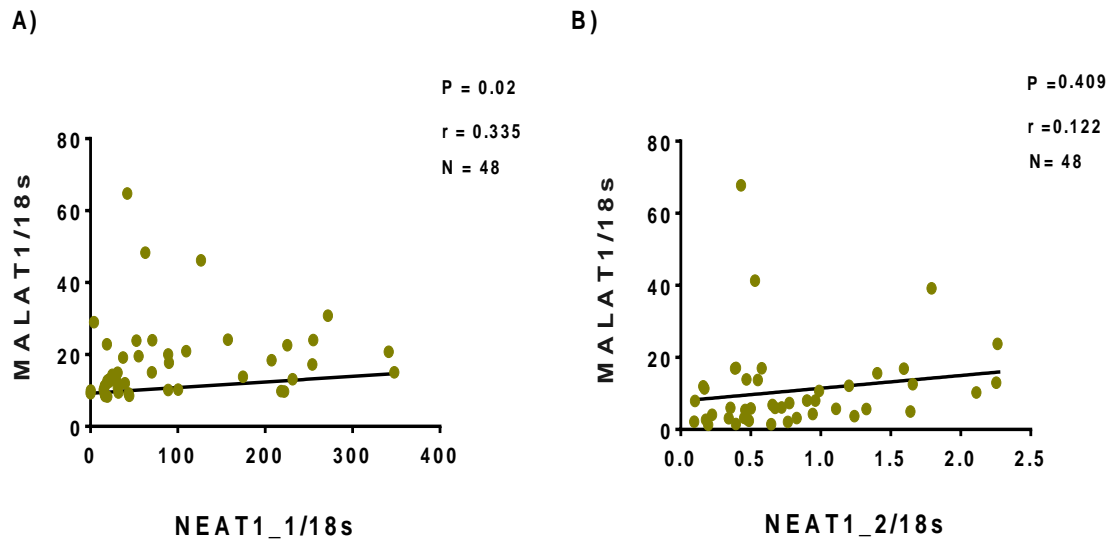 A)
P = 0.02
r = 0.335
N = 48
MALAT1/18s
80
60
40
20
0
0 100 200 300 400
NEAT1_1/18s
B)
P =0.409
r =0.122
N= 48
MALAT1/18s
80
60
40
20
0
0.0 0.5 1.0 1.5 2.0 2.5
NEAT1_2/18s